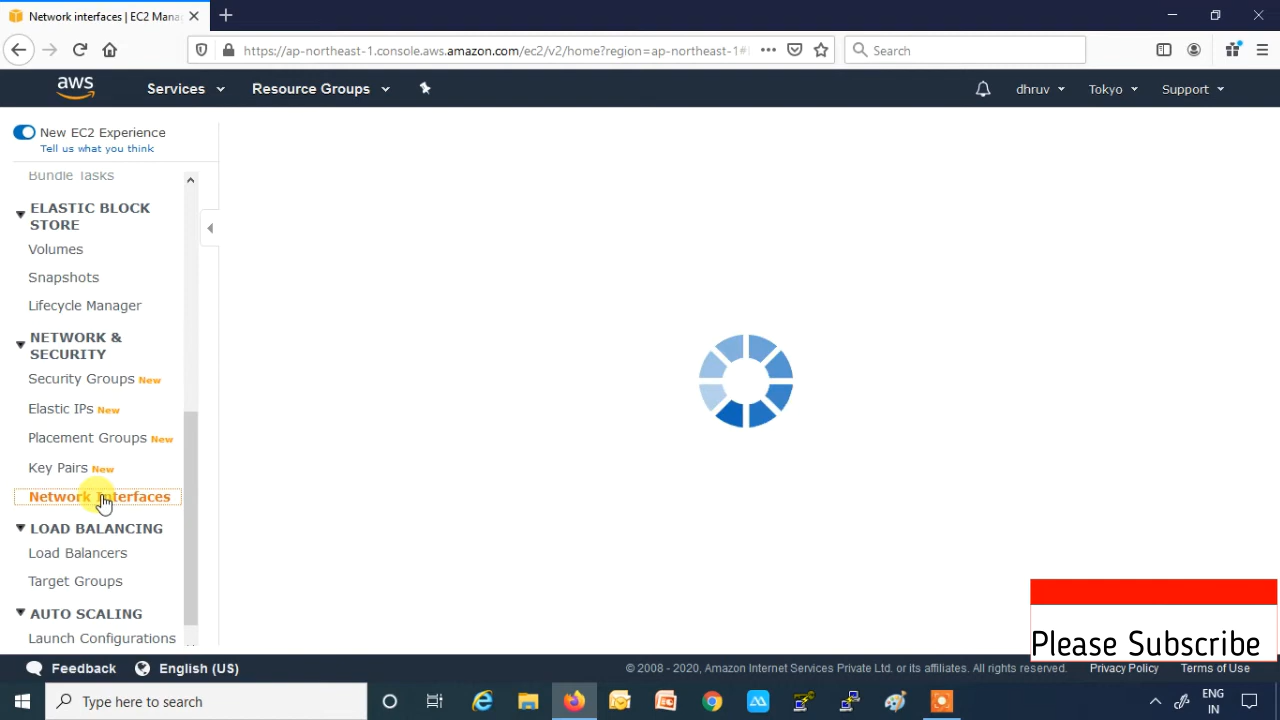 Network interfaces | EC2 Mana
https://ap-northeast-1.console.aws.amazon.com/ec2/v2/home?region=ap-northeast-1#
Search
aws
Services
Resource Groups
dhruv
Tokyo
Support
New EC2 Experience
Tell us what you think
Bundle Tasks
ELASTIC BLOCK
STORE
Volumes
Snapshots
Lifecycle Manager
NETWORK &
SECURITY
Security Groups New
Elastic IPs New
Placement Groups New
Key Pairs New
Network Interfaces
LOAD BALANCING
Load Balancers
Target Groups
AUTO SCALING
Launch Configurations
Please Subscribe
Feedback
English (US)
© 2008 - 2020, Amazon Internet Services Private Ltd. or its affiliates. All rights reserved.
Privacy Policy
Terms of Use
Type here to search
ENG
IN